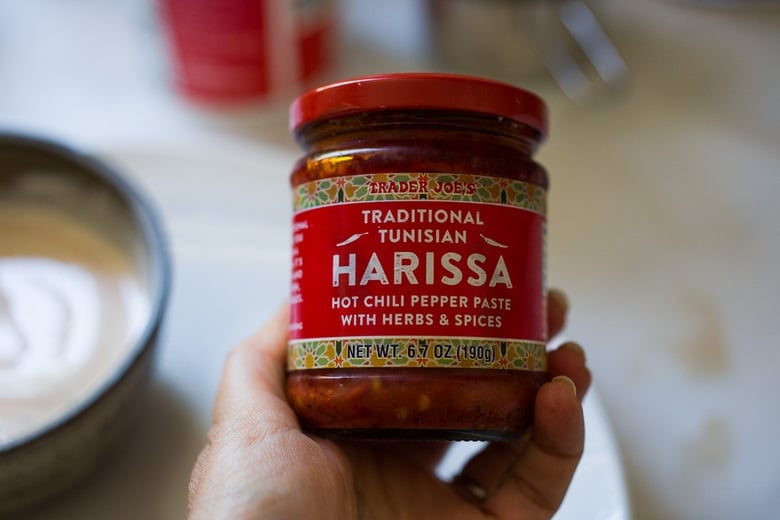 TRADER JOE'S
TRADITIONAL
TUNISIAN
HARISSA
HOT CHILI PEPPER PASTE
WITH HERBS & SPICES
NET WT. 6.7 OZ (190g)